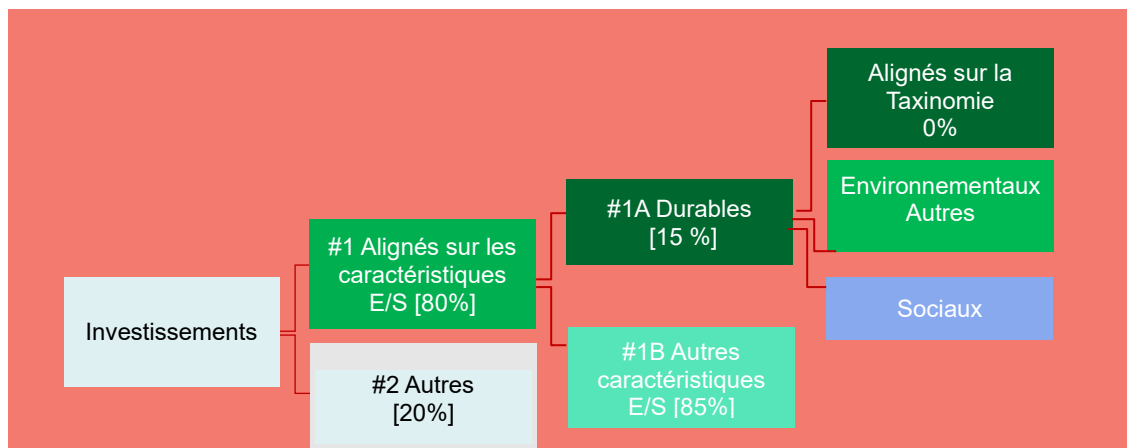 Investissements
#1 Alignés sur les
caractéristiques
E/S [80%]
#2 Autres
[20%]
#1A Durables
[15 %]
#1B Autres
caractéristiques
E/S [85%]
Alignés sur la
Taxinomie
0%
Environnementaux
Autres
Sociaux